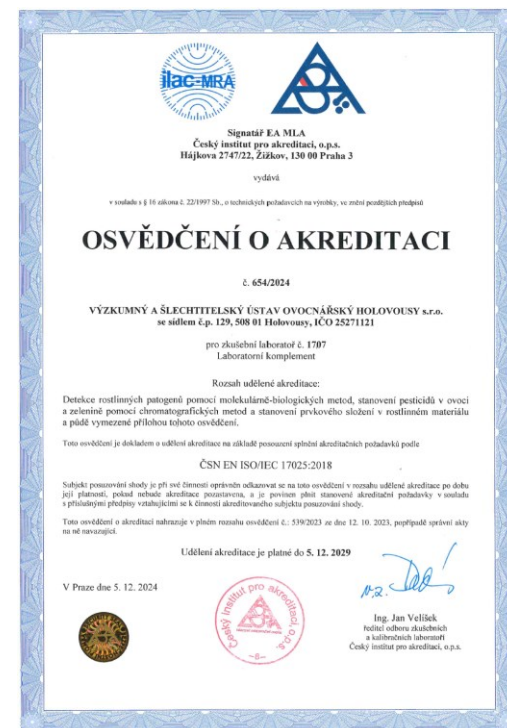 ilac-MRA
Signatář EA MLA
Český institut pro akreditaci, o.p.s.
Hájkova 2747/22, Žižkov, 130 00 Praha 3
vydává
v souladu s § 16 zákona č. 22/1997 Sb., o technických požadavcích na výrobky, ve znění pozdějších předpisů
OSVĚDČENÍ O AKREDITACI
č. 654/2024
VÝZKUMNÝ A ŠLECHTITELSKÝ ÚSTAV OVOCNÁŘSKÝ HOLOVOUSY s.r.o.
se sídlem č.p. 129, 508 01 Holovousy, IČO 25271121
pro zkušební laboratoř č. 1707
Laboratorní komplement
Rozsah udělené akreditace:
Detekce rostlinných patogenů pomocí molekulárně-biologických metod, stanovení pesticidů v ovoci
a zelenině pomocí chromatografických metod a stanovení prvkového složení v rostlinném materiálu
a půdě vymezené přílohou tohoto osvědčení.
Toto osvědčení je dokladem o udělení akreditace na základě posouzení splnění akreditačních požadavků podle
ČSN EN ISO/IEC 17025:2018
Subjekt posuzování shody je při své činnosti oprávněn odkazovat se na toto osvědčení v rozsahu udělené akreditace po dobu
její platnosti, pokud nebude akreditace pozastavena, a je povinen plnit stanovené akreditační požadavky v souladu
s příslušnými předpisy vztahujícími se k činnosti akreditovaného subjektu posuzování shody.
Toto osvědčení o akreditaci nahrazuje v plném rozsahu osvědčení č.: 539/2023 ze dne 12. 10. 2023, popřípadě správní akty
na ně navazující.
Udělení akreditace je platné do 5. 12. 2029
V Praze dne 5. 12. 2024
Český institut pro akreditaci, o.p.s.
-6-
Ing. Jan Velíšek
ředitel odboru zkušebních
a kalibračních laboratoří
Český institut pro akreditaci, o.p.s.